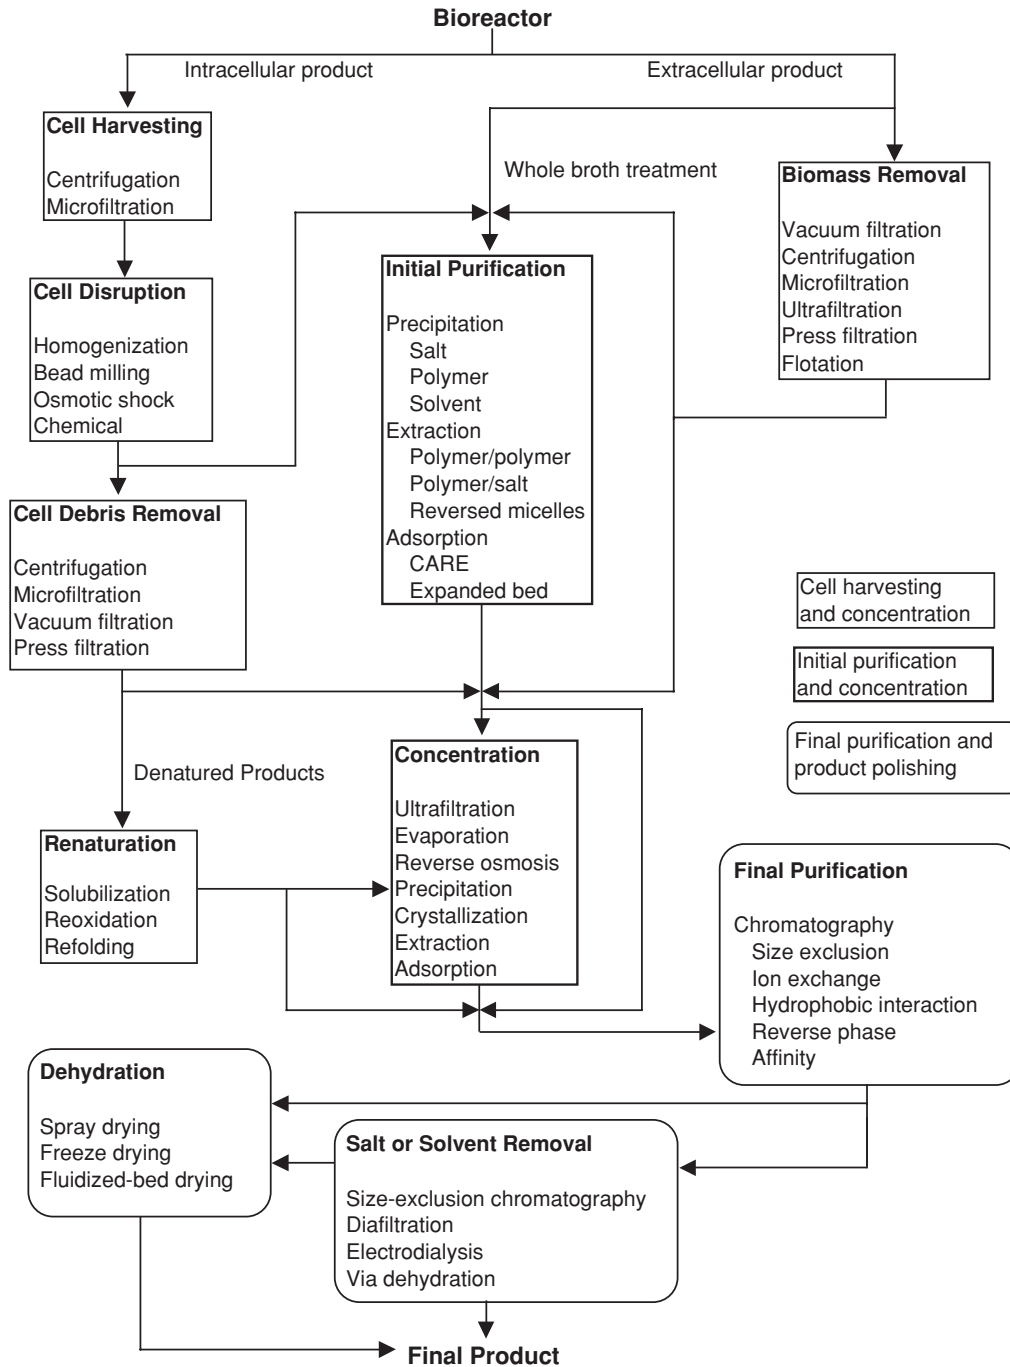 Bioreactor
Intracellular product
Extracellular product
Cell Harvesting
Centrifugation
Microfiltration
Whole broth treatment
Biomass Removal
Vacuum filtration
Centrifugation
Microfiltration
Ultrafiltration
Press filtration
Flotation
Cell Disruption
Homogenization
Bead milling
Osmotic shock
Chemical
Initial Purification
Precipitation
Salt
Polymer
Solvent
Extraction
Polymer/polymer
Polymer/salt
Reversed micelles
Adsorption
CARE
Expanded bed
Cell Debris Removal
Centrifugation
Microfiltration
Vacuum filtration
Press filtration
Cell harvesting
and concentration
Initial purification
and concentration
Final purification and
product polishing
Denatured Products
Concentration
Ultrafiltration
Evaporation
Reverse osmosis
Precipitation
Crystallization
Extraction
Adsorption
Renaturation
Solubilization
Reoxidation
Refolding
Final Purification
Chromatography
Size exclusion
Ion exchange
Hydrophobic interaction
Reverse phase
Affinity
Dehydration
Spray drying
Freeze drying
Fluidized-bed drying
Salt or Solvent Removal
Size-exclusion chromatography
Diafiltration
Electrodialysis
Via dehydration
Final Product